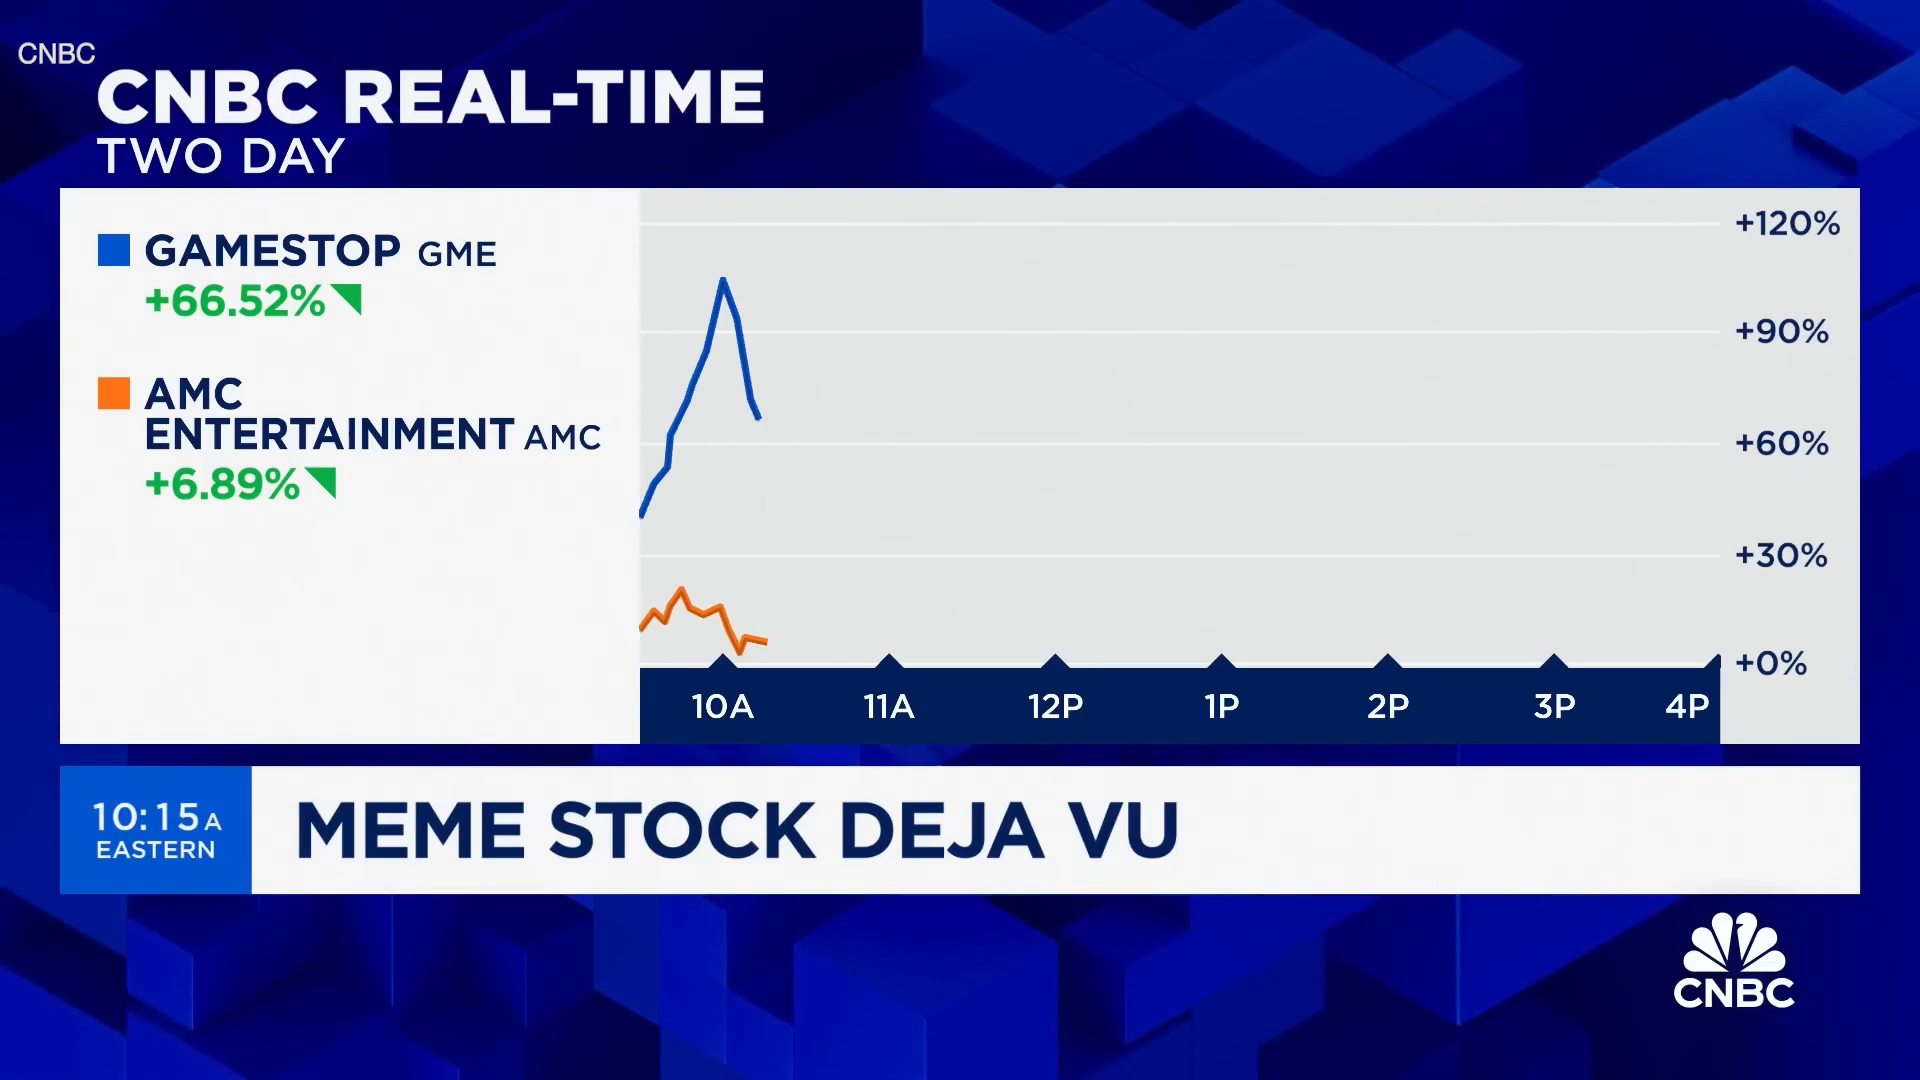 CNBC
CNBC REAL-TIME
TWO DAY
GAMESTOP GME
+66.52%
AMC
ENTERTAINMENT AMC
+6.89%
+120%
+90%
+60%
+30%
+0%
10A 11A 12P 1P 2P 3P 4P
10:15A
EASTERN
MEME STOCK DEJA VU
CNBC